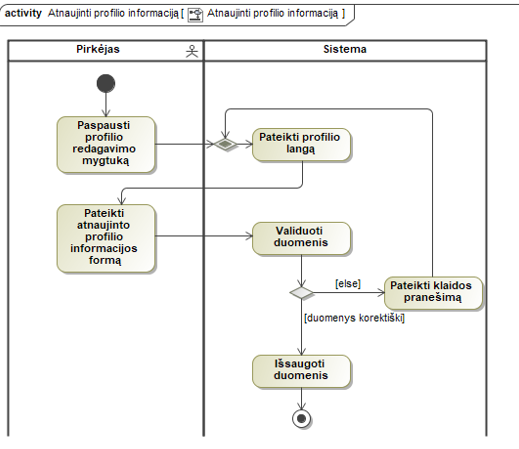 activity Atnaujinti profilio informaciją [ Atnaujinti profilio informaciją ]
Pirkėjas
Sistema
Paspausti
profilio
redagavimo
mygtuką
Pateikti profilio
langą
Pateikti
atnaujinto
profilio
informacijos
formą
Validuoti
duomenis
[else]
Pateikti klaidos
pranešimą
[duomenys korektiški]
Išsaugoti
duomenis